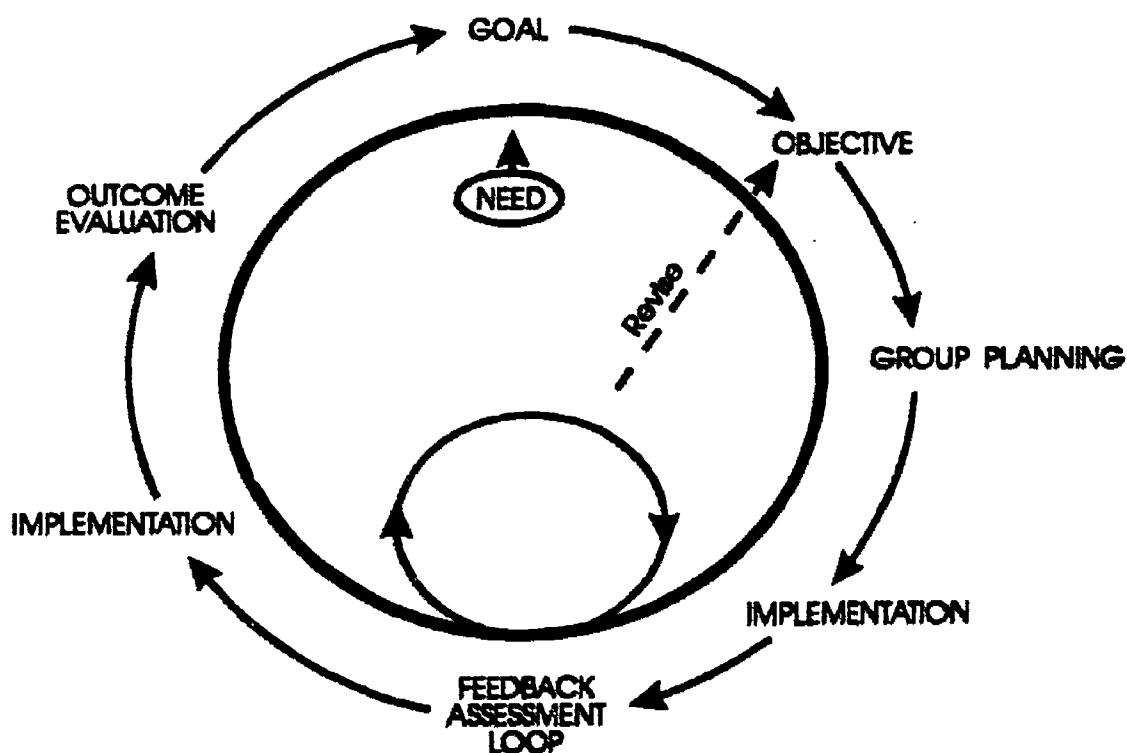 GOAL
OBJECTIVE
OUTCOME
EVALUATION
NEED
Revise
GROUP PLANNING
IMPLEMENTATION
IMPLEMENTATION
FEEDBACK
ASSESSMENT
LOOP